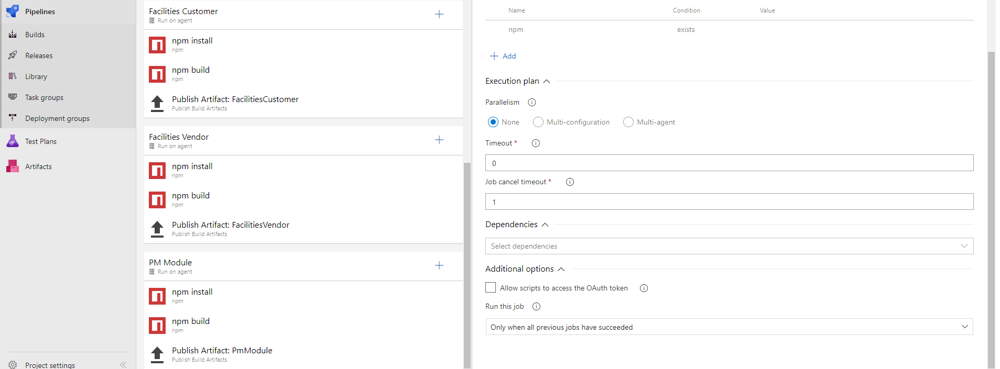 Pipelines
Builds
Releases
Library
Task groups
Deployment groups
Test Plans
Artifacts
Project settings
Facilities Customer
Run on agent
npm install
npm
npm build
npm
Publish Artifact: FacilitiesCustomer
Publish Build Artifacts
Facilities Vendor
Run on agent
npm install
npm
npm build
npm
Publish Artifact: FacilitiesVendor
Publish Build Artifacts
PM Module
Run on agent
npm install
npm
npm build
npm
Publish Artifact: PmModule
Publish Build Artifacts
Name Condition Value
npm exists
Add
Execution plan
Parallelism
None Multi-configuration Multi-agent
Timeout *
0
Job cancel timeout *
1
Dependencies
Select dependencies
Additional options
Allow scripts to access the OAuth token
Run this job
Only when all previous jobs have succeeded